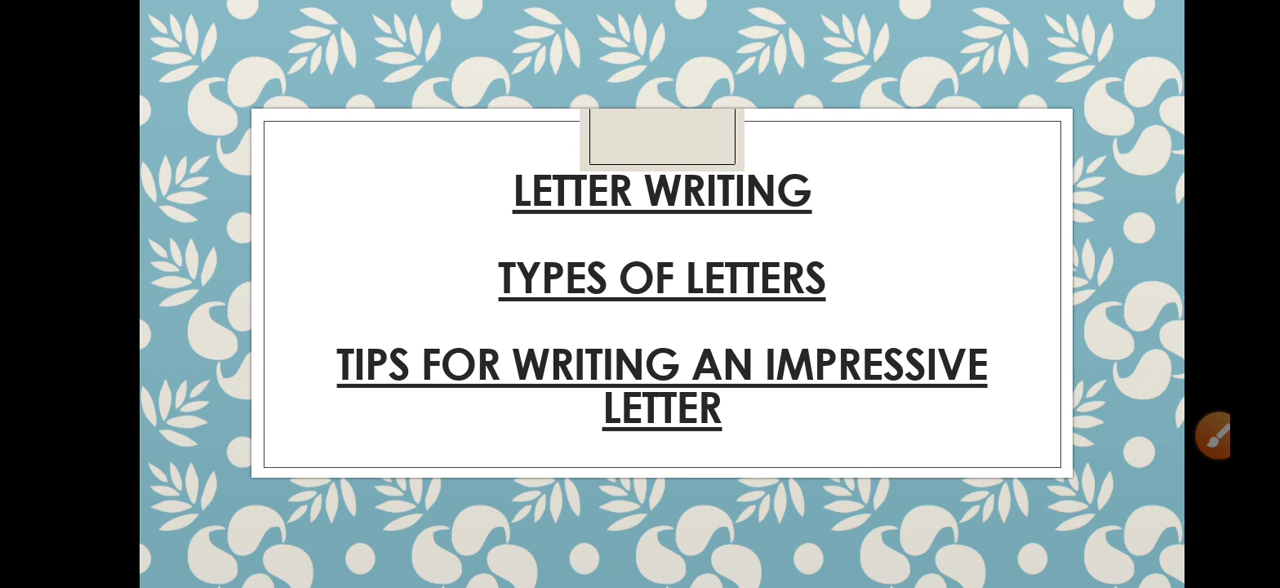 LETTER WRITING
TYPES OF LETTERS
TIPS FOR WRITING AN IMPRESSIVE
LETTER